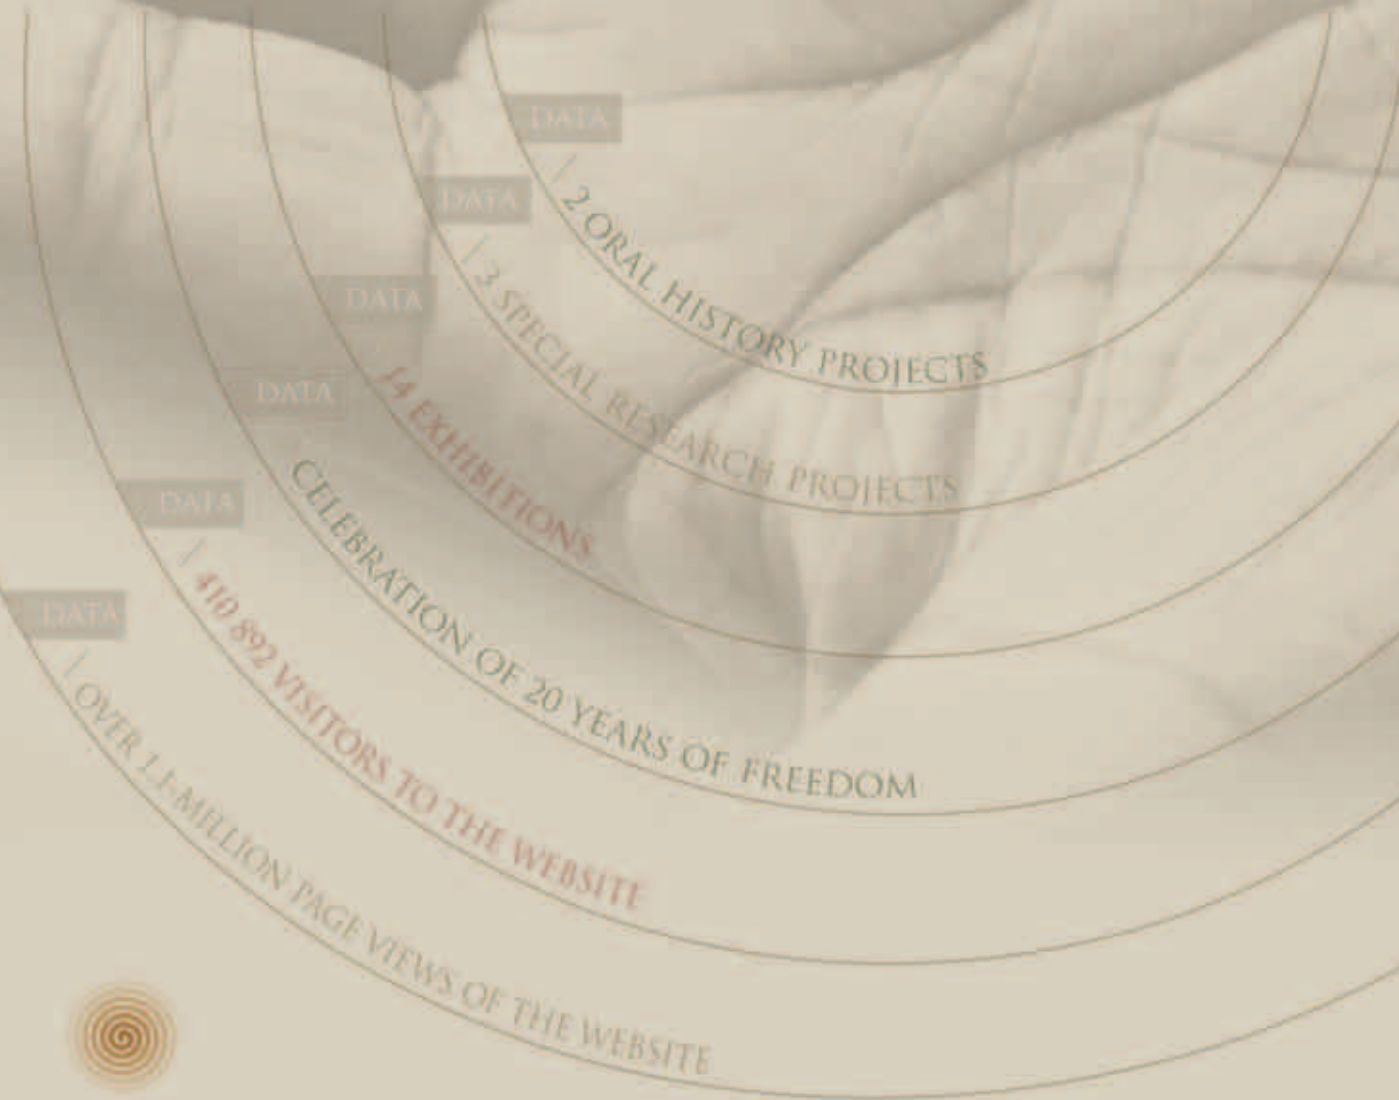 DATA
2 ORAL HISTORY PROJECTS
DATA
3 SPECIAL RESEARCH PROJECTS
DATA
14 EXHIBITIONS
DATA
CELEBRATION OF 20 YEARS OF FREEDOM
DATA
410 892 VISITORS TO THE WEBSITE
DATA
OVER 1.1-MILLION PAGE VIEWS OF THE WEBSITE